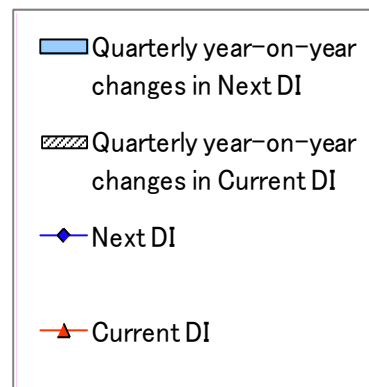 Quarterly year-on-year
changes in Next DI
Quarterly year-on-year
changes in Current DI
Next DI
Current DI